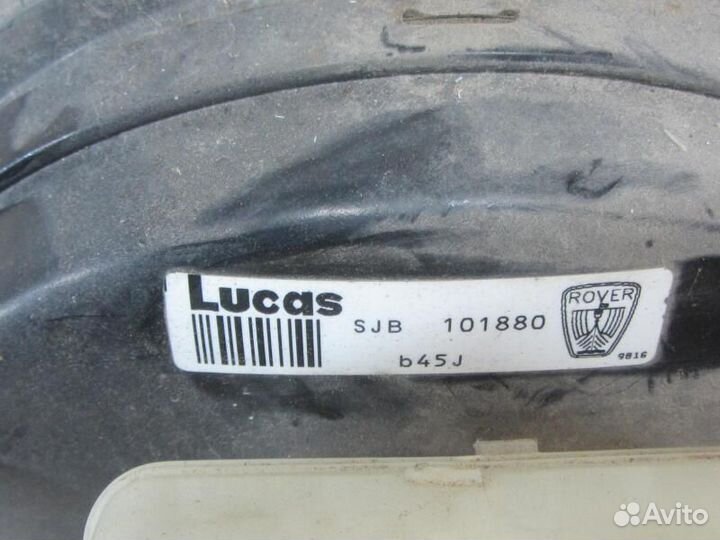 Lucas
SJB 101880
b45J
ROVER
9816
Avito